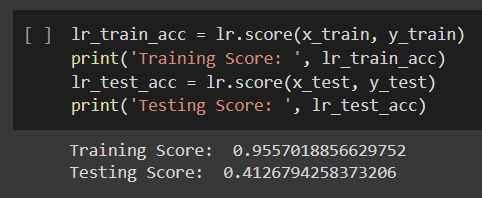 [ ] lr_train_acc = lr.score(x_train, y_train)
print('Training Score: ', lr_train_acc)
lr_test_acc = lr.score(x_test, y_test)
print('Testing Score: ', lr_test_acc)
Training Score:  0.9557018856629752
Testing Score:  0.4126794258373206